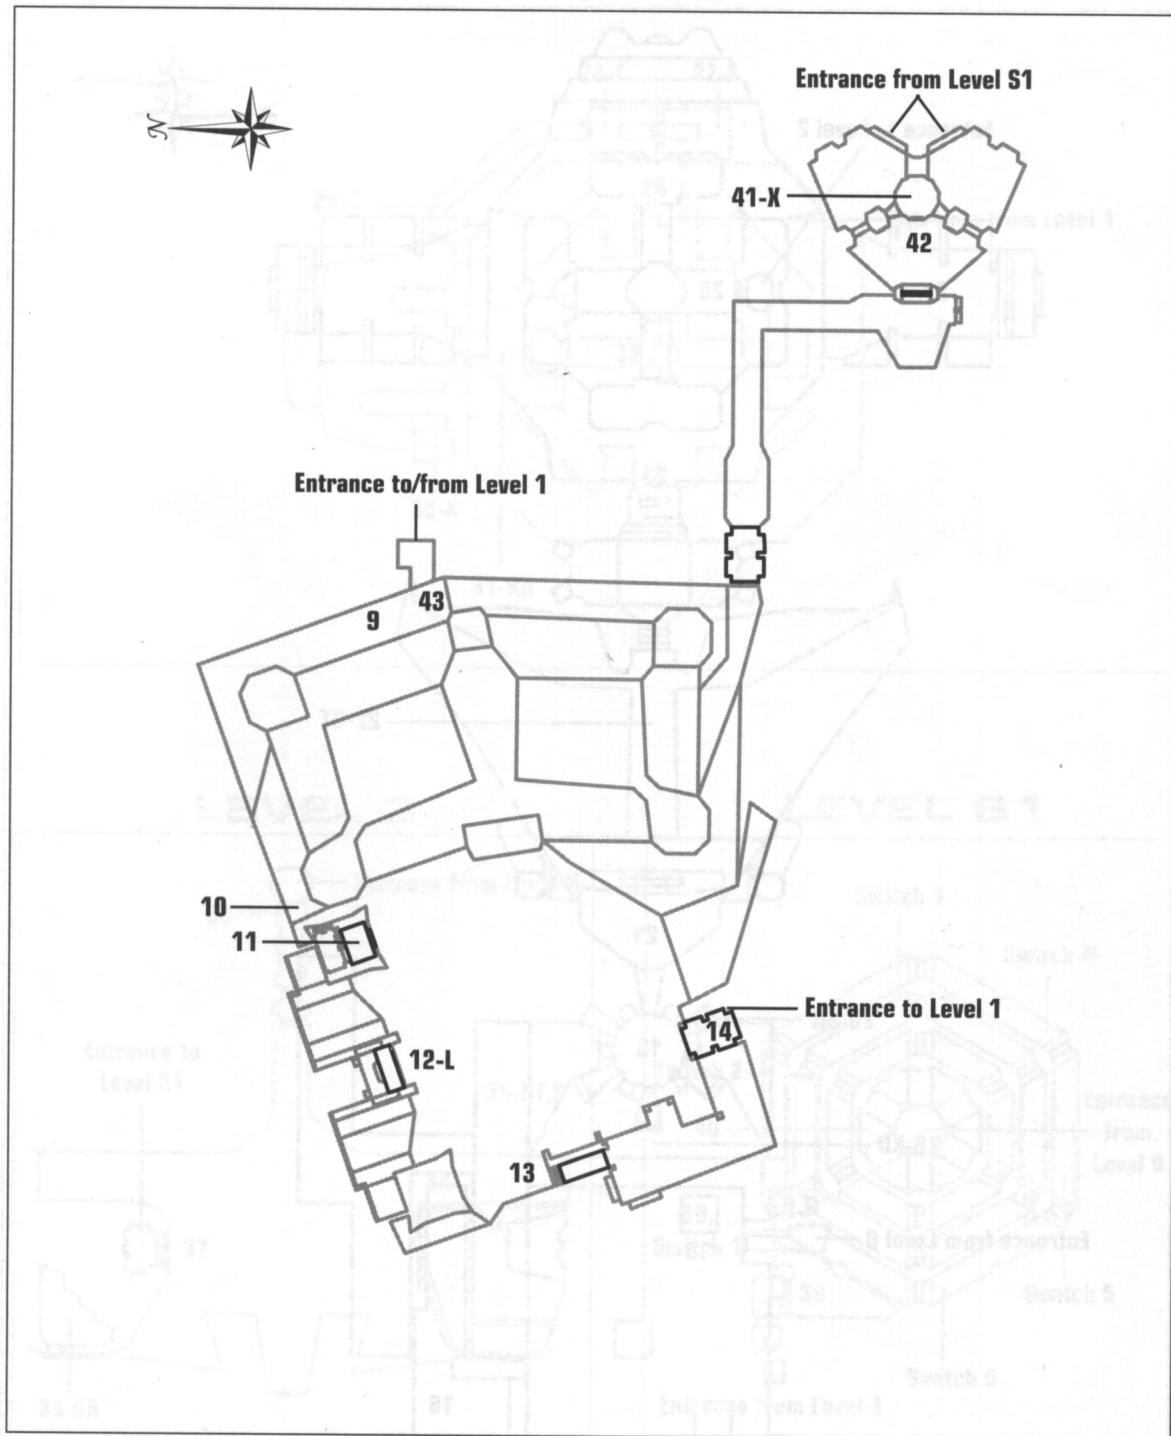 Entrance from Level S1
N
41-X
42
Entrance to/from Level 1
43
9
10
11
Entrance to Level 1
14
12-L
13